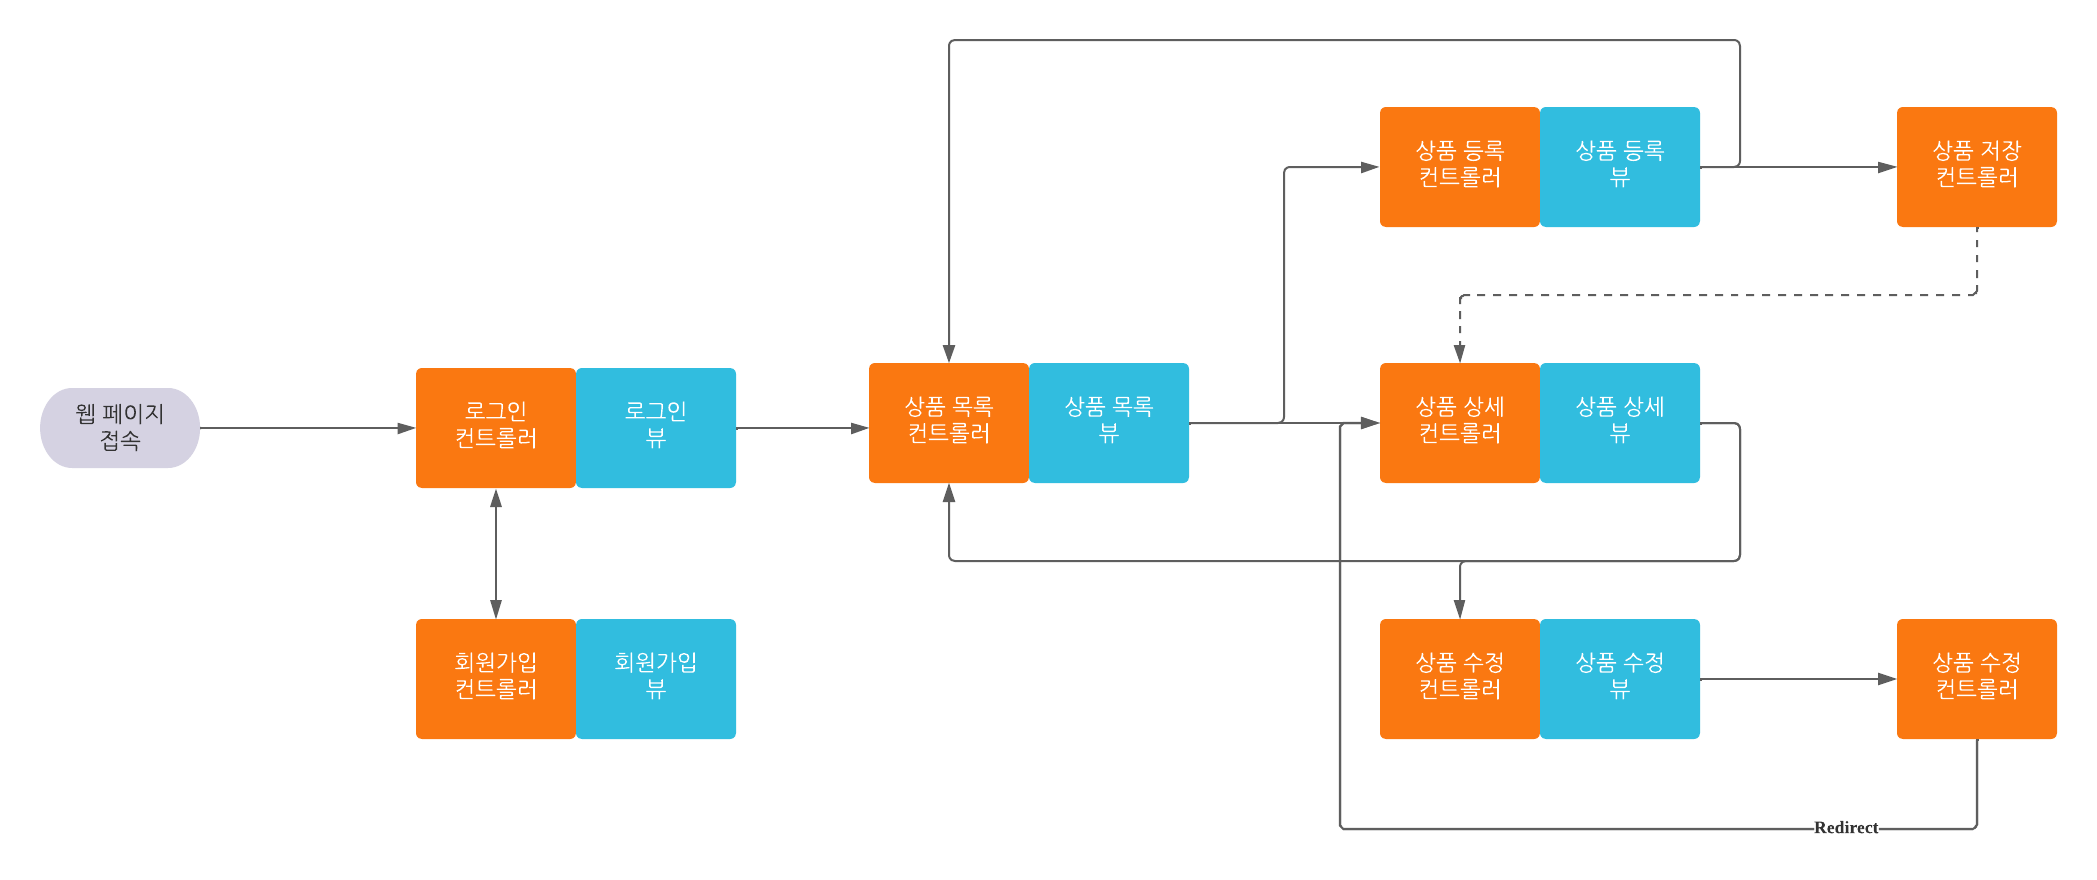 상품 등록
컨트롤러
상품 등록
뷰
상품 저장
컨트롤러
웹 페이지
접속
로그인
컨트롤러
로그인
뷰
상품 목록
컨트롤러
상품 목록
뷰
상품 상세
컨트롤러
상품 상세
뷰
회원가입
컨트롤러
회원가입
뷰
상품 수정
컨트롤러
상품 수정
뷰
상품 수정
컨트롤러
Redirect